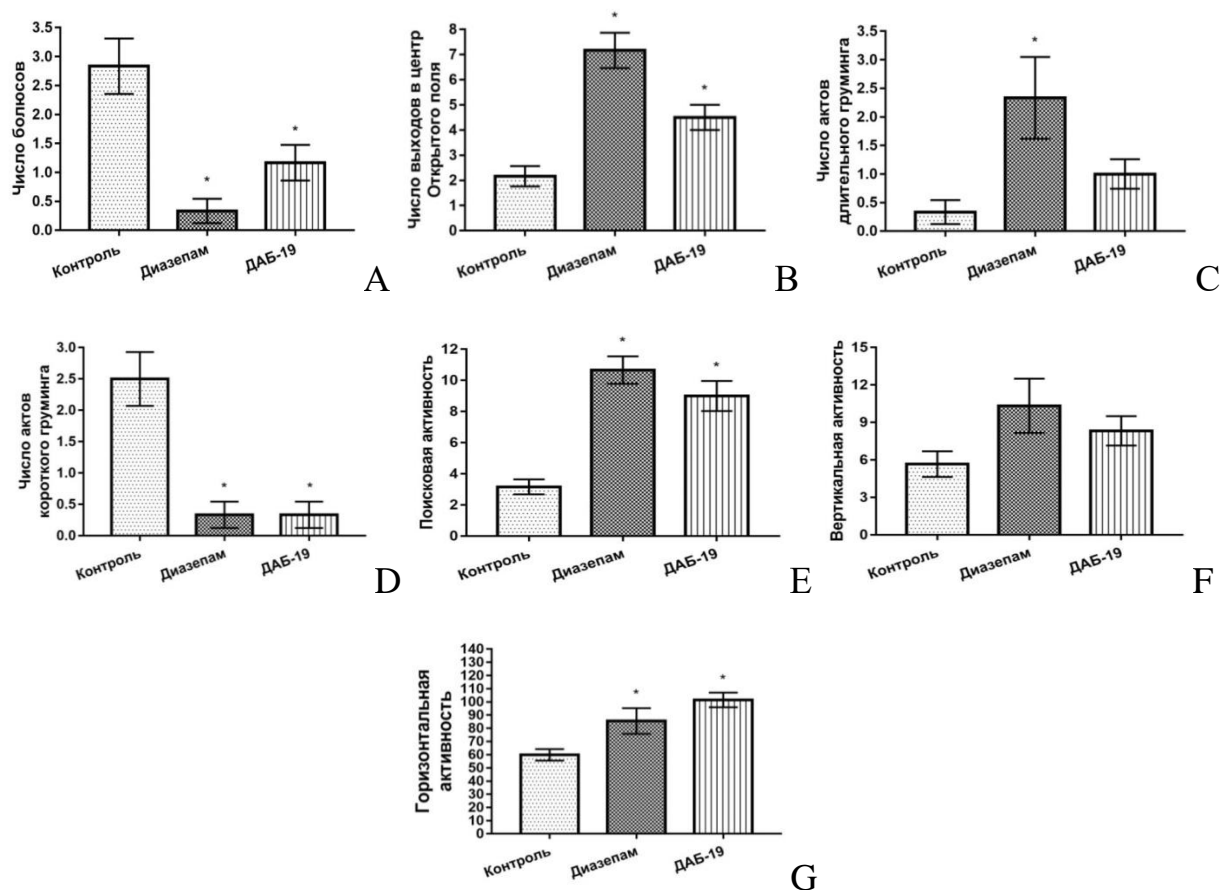 3.5
3.0
2.5
2.0
1.5
1.0
0.5
0.0
Число болюсов
*
*
Контроль
Диазепам
ДАБ-19
A
8
7
6
5
4
3
2
1
0
Число выходов в центр
Открытого поля
*
*
Контроль
Диазепам
ДАБ-19
B
3.5
3.0
2.5
2.0
1.5
1.0
0.5
0.0
Число актов
длительного груминга
*
Контроль
Диазепам
ДАБ-19
C
3.0
2.5
2.0
1.5
1.0
0.5
0.0
Число актов
короткого груминга
*
*
Контроль
Диазепам
ДАБ-19
D
12
10
8
6
4
2
0
Поисковая активность
*
*
Контроль
Диазепам
ДАБ-19
E
15
12
9
6
3
0
Вертикальная активность
Контроль
Диазепам
ДАБ-19
F
140
130
120
110
100
90
80
70
60
50
40
30
20
10
0
Горизонтальная
активность
*
*
Контроль
Диазепам
ДАБ-19
G